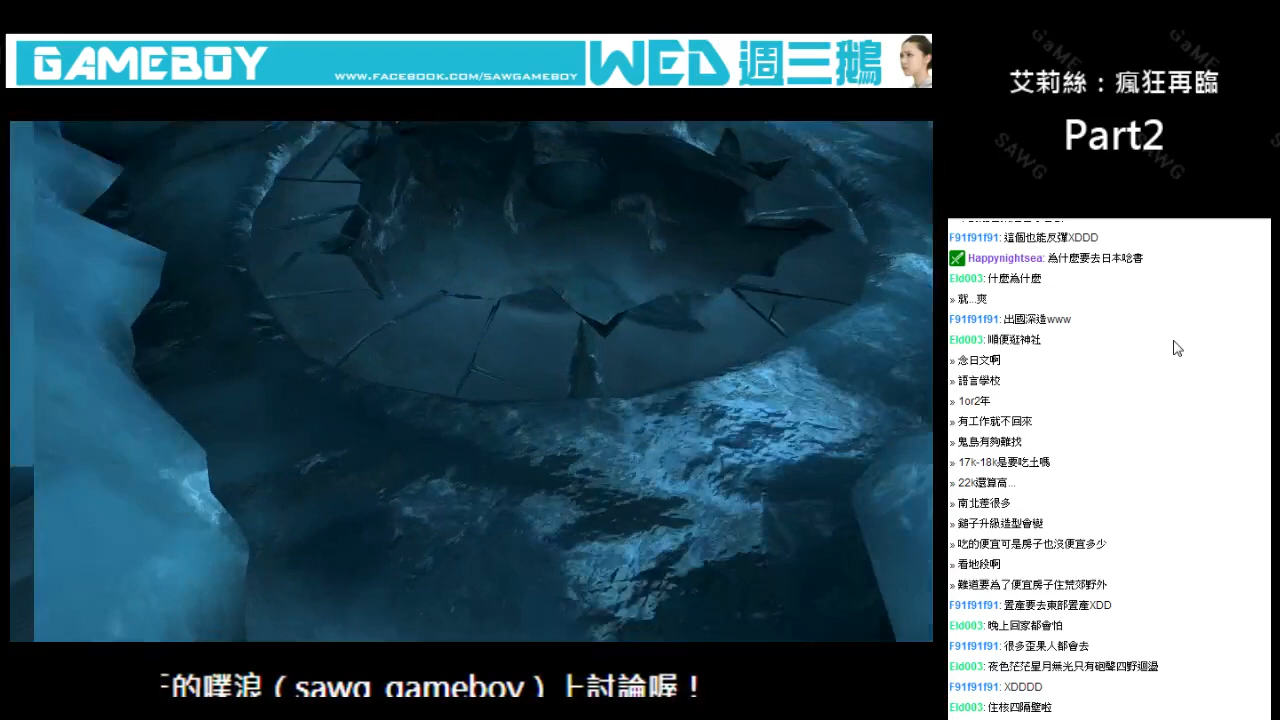 GAMEBOY
WWW.FACEBOOK.COM/SAWGAMEBOY
WED週三鵝
艾莉絲：瘋狂再臨
Part2
GaME
GaME
SAWG
SAWG
F91f91f91: 這個也能反彈XDDD
Happynightsea: 為什麼要去日本唸書
Eld003: 什麼為什麼
» 就...爽
F91f91f91: 出國深造www
Eld003: 順便逛神社
» 念日文啊
» 語言學校
» 1or2年
» 有工作就不回來
» 鬼島有夠難找
» 17k-18k是要吃土嗎
» 22k還算高...
» 南北差很多
» 鎚子升級造型會變
» 吃的便宜可是房子也沒便宜多少
» 看地段啊
» 難道要為了便宜房子住荒郊野外
F91f91f91: 置產要去東部置產XDD
Eld003: 晚上回家都會怕
F91f91f91: 很多歪果人都會去
Eld003: 夜色茫茫星月無光只有砲聲四野迴盪
F91f91f91: XDDDD
Eld003: 住核四隔壁啦
的噗浪（sawg_gameboy）上討論喔！